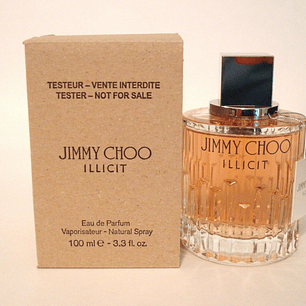 TESTEUR – VENTE INTERDITE
TESTER – NOT FOR SALE
JIMMY CHOO
ILLICIT
Eau de Parfum
Vaporisateur - Natural Spray
100 ml e - 3.3 fl. oz.
JIMMY CHOO
ILLICIT